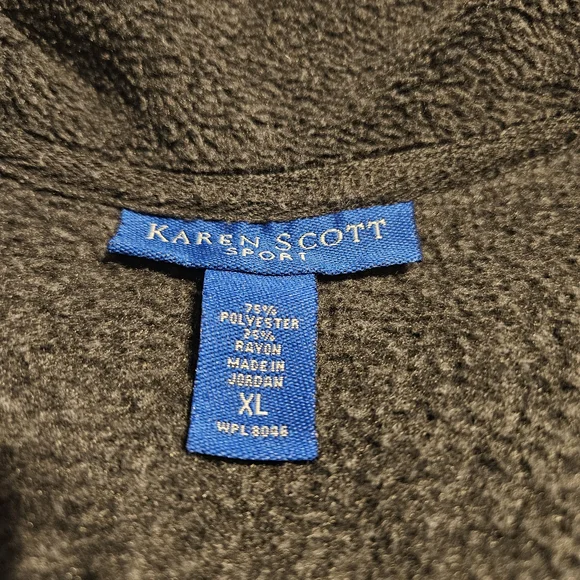 KAREN SCOTT
SPORT
75%
POLYESTER
25%
RAYON
MADE IN
JORDAN
XL
WPL 8046